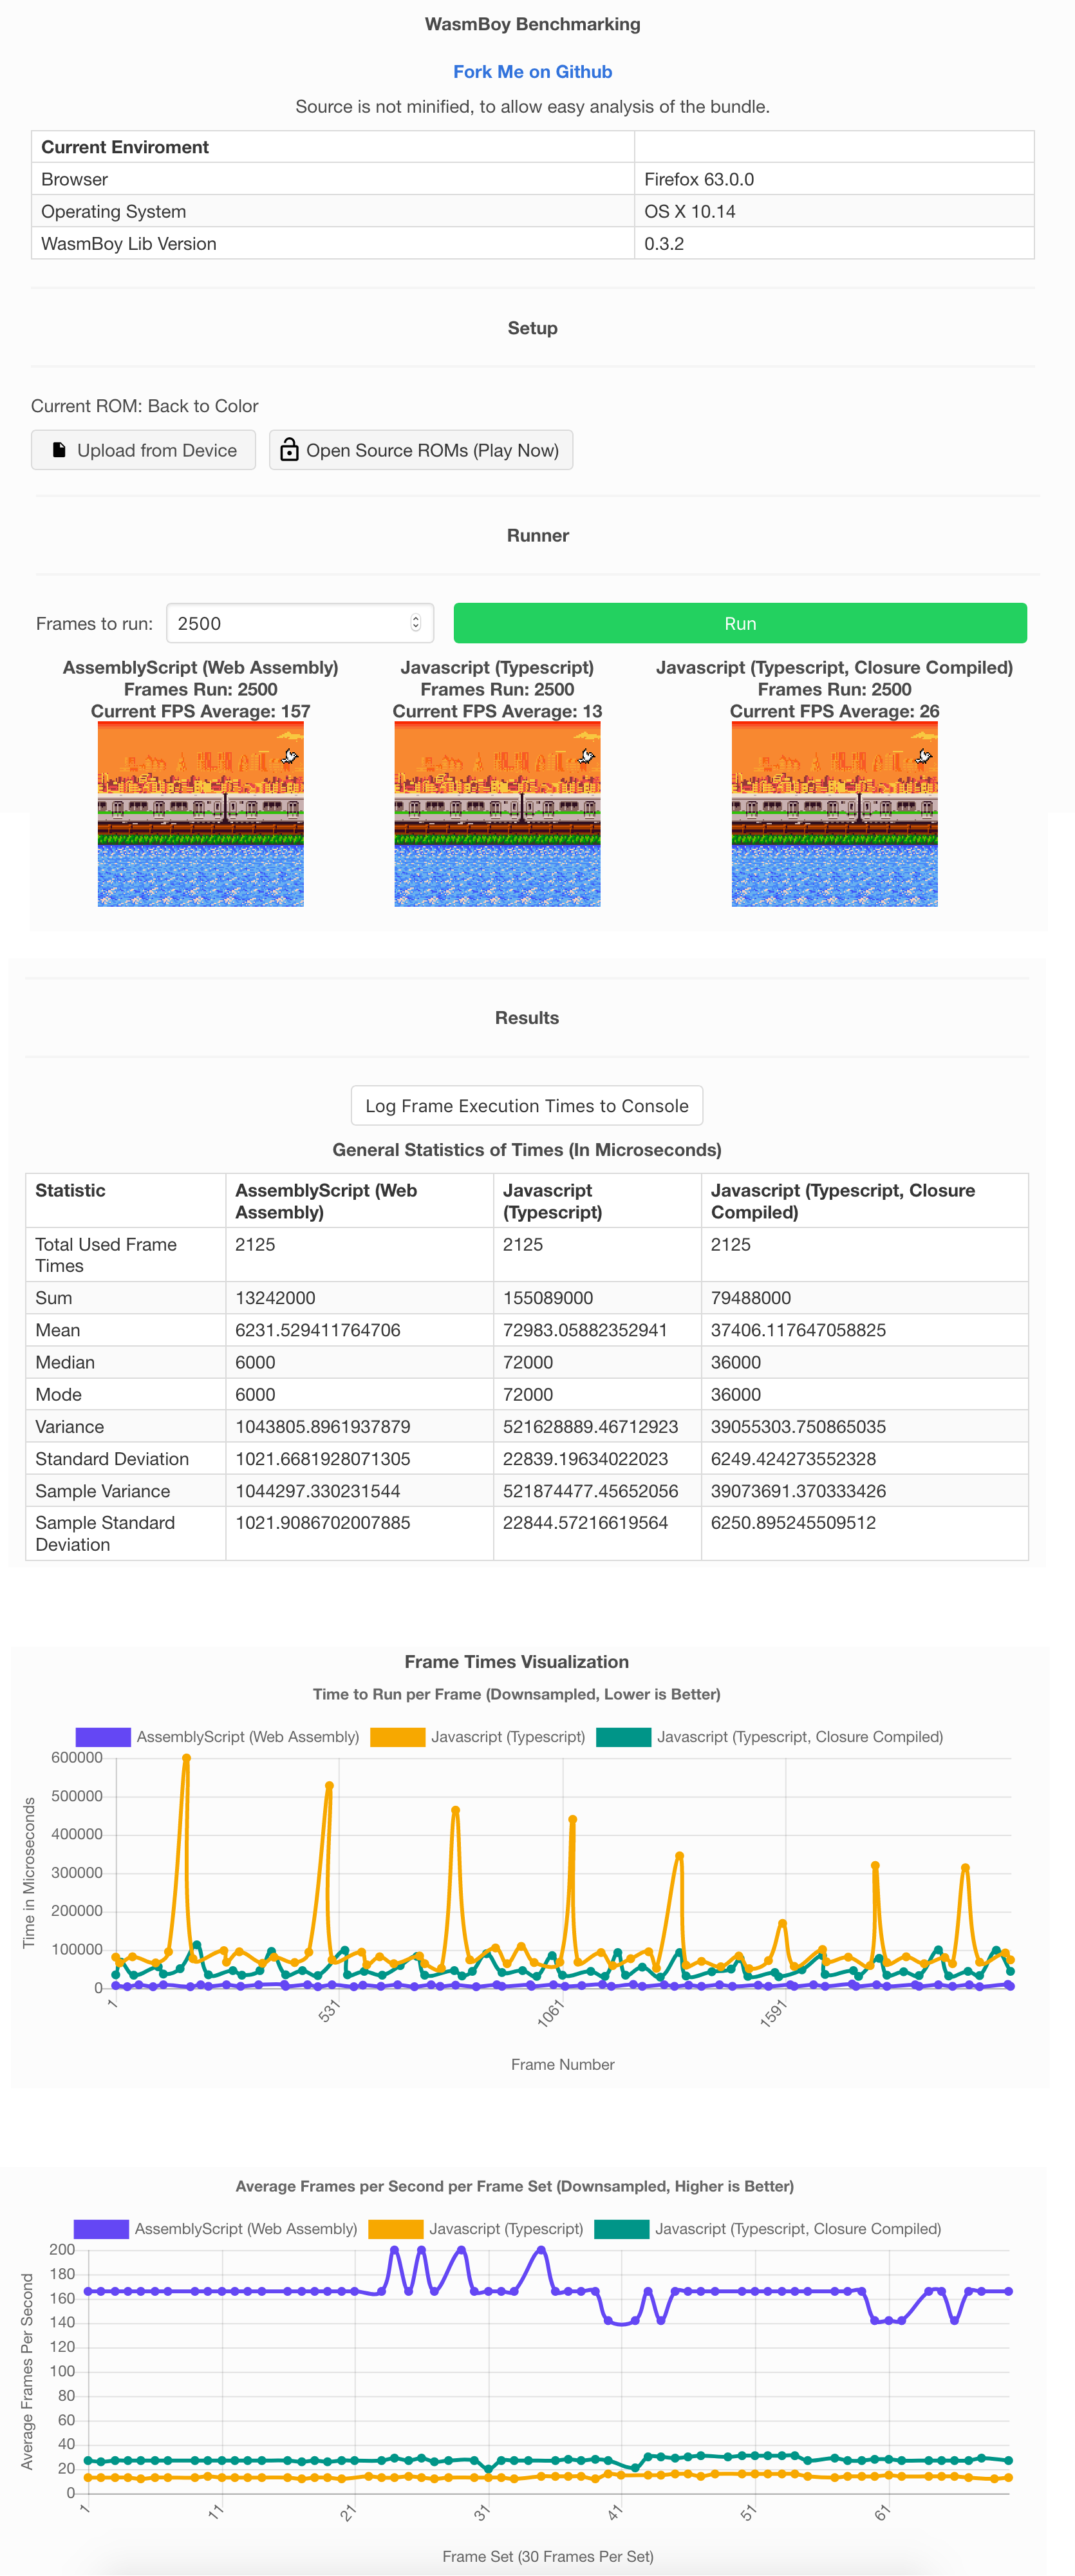 WasmBoy Benchmarking
Fork Me on Github
Source is not minified, to allow easy analysis of the bundle.
Current Enviroment
Browser Firefox 63.0.0
Operating System OS X 10.14
WasmBoy Lib Version 0.3.2
Setup
Current ROM: Back to Color
Upload from Device Open Source ROMs (Play Now)
Runner
Frames to run: 2500 Run
AssemblyScript (Web Assembly) Javascript (Typescript) Javascript (Typescript, Closure Compiled)
Frames Run: 2500 Frames Run: 2500 Frames Run: 2500
Current FPS Average: 157 Current FPS Average: 13 Current FPS Average: 26
Results
Log Frame Execution Times to Console
General Statistics of Times (In Microseconds)
Statistic AssemblyScript (Web Javascript Javascript (Typescript, Closure
Assembly) (Typescript) Compiled)
Total Used Frame 2125 2125 2125
Times
Sum 13242000 155089000 79488000
Mean 6231.529411764706 72983.05882352941 37406.117647058825
Median 6000 72000 36000
Mode 6000 72000 36000
Variance 1043805.8961937879 521628889.46712923 39055303.750865035
Standard Deviation 1021.6681928071305 22839.19634022023 6249.424273552328
Sample Variance 1044297.330231544 521874477.45652056 39073691.370333426
Sample Standard 1021.9086702007885 22844.57216619564 6250.895245509512
Deviation
Frame Times Visualization
Time to Run per Frame (Downsampled, Lower is Better)
AssemblyScript (Web Assembly) Javascript (Typescript) Javascript (Typescript, Closure Compiled)
Time in Microseconds
600000
500000
400000
300000
200000
100000
0
1 531 1061 1591
Frame Number
Average Frames per Second per Frame Set (Downsampled, Higher is Better)
AssemblyScript (Web Assembly) Javascript (Typescript) Javascript (Typescript, Closure Compiled)
Average Frames Per Second
200
180
160
140
120
100
80
60
40
20
0
1 11 21 31 41 51 61
Frame Set (30 Frames Per Set)